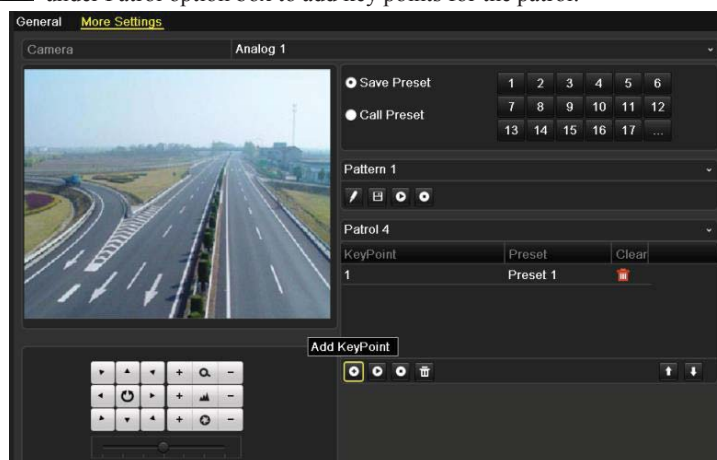 under Patrol option box to add key points for the patrol.
General More Settings
Camera Analog 1
Save Preset 1 2 3 4 5 6
Call Preset 7 8 9 10 11 12
13 14 15 16 17 ...
Pattern 1
Patrol 4
KeyPoint Preset Clear
1 Preset 1
Add KeyPoint
+ -
+ -
+ -